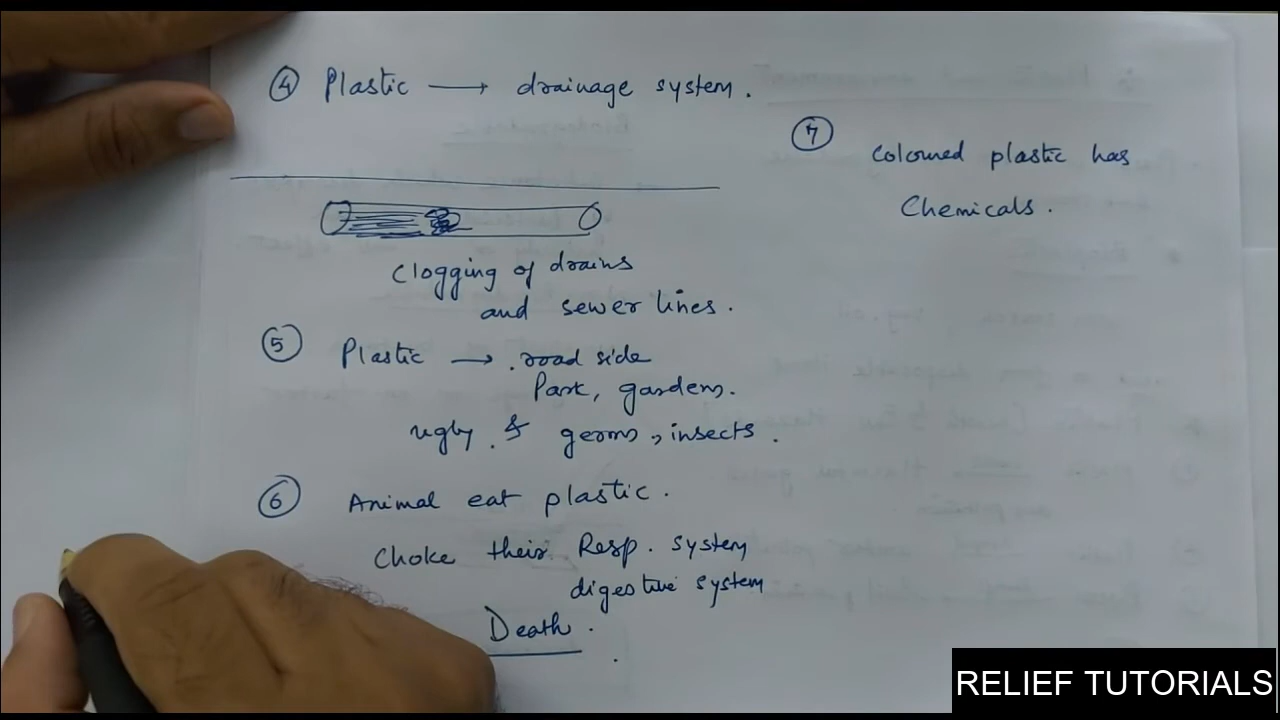 ④ Plastic → drainage system.
Clogging of drains
and sewer lines.
⑤ Plastic → road side
Park, gardens.
ugly & germs, insects.
⑥ Animal eat plastic.
Choke their Resp. system
digestive system
Death.
⑦ Coloured plastic has
Chemicals.
RELIEF TUTORIALS